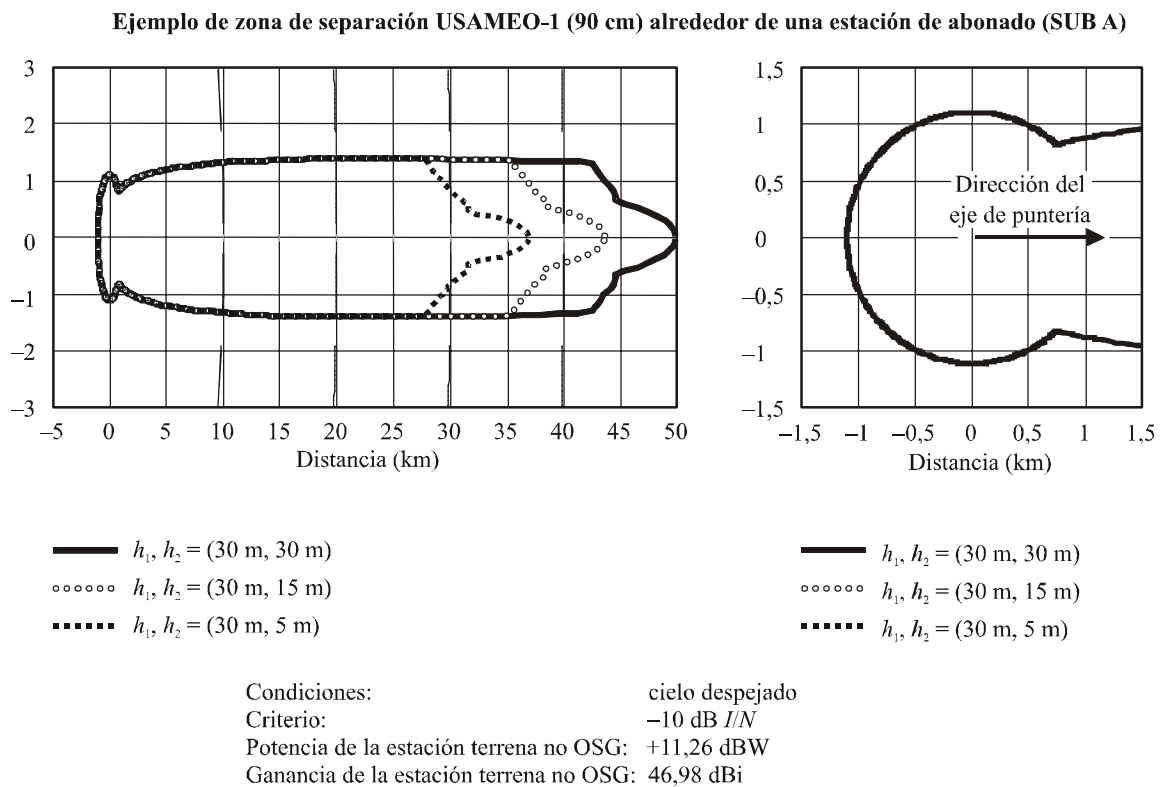 Ejemplo de zona de separación USAMEO-1 (90 cm) alrededor de una estación de abonado (SUB A)
3
2
1
0
–1
–2
–3
–5 0 5 10 15 20 25 30 35 40 45 50
Distancia (km)
1,5
1
0,5
0
–0,5
–1
–1,5
Dirección del
eje de puntería
–1,5 –1 –0,5 0 0,5 1 1,5
Distancia (km)
h1, h2 = (30 m, 30 m)
h1, h2 = (30 m, 15 m)
h1, h2 = (30 m, 5 m)
h1, h2 = (30 m, 30 m)
h1, h2 = (30 m, 15 m)
h1, h2 = (30 m, 5 m)
Condiciones: cielo despejado
Criterio: –10 dB I/N
Potencia de la estación terrena no OSG: +11,26 dBW
Ganancia de la estación terrena no OSG: 46,98 dBi